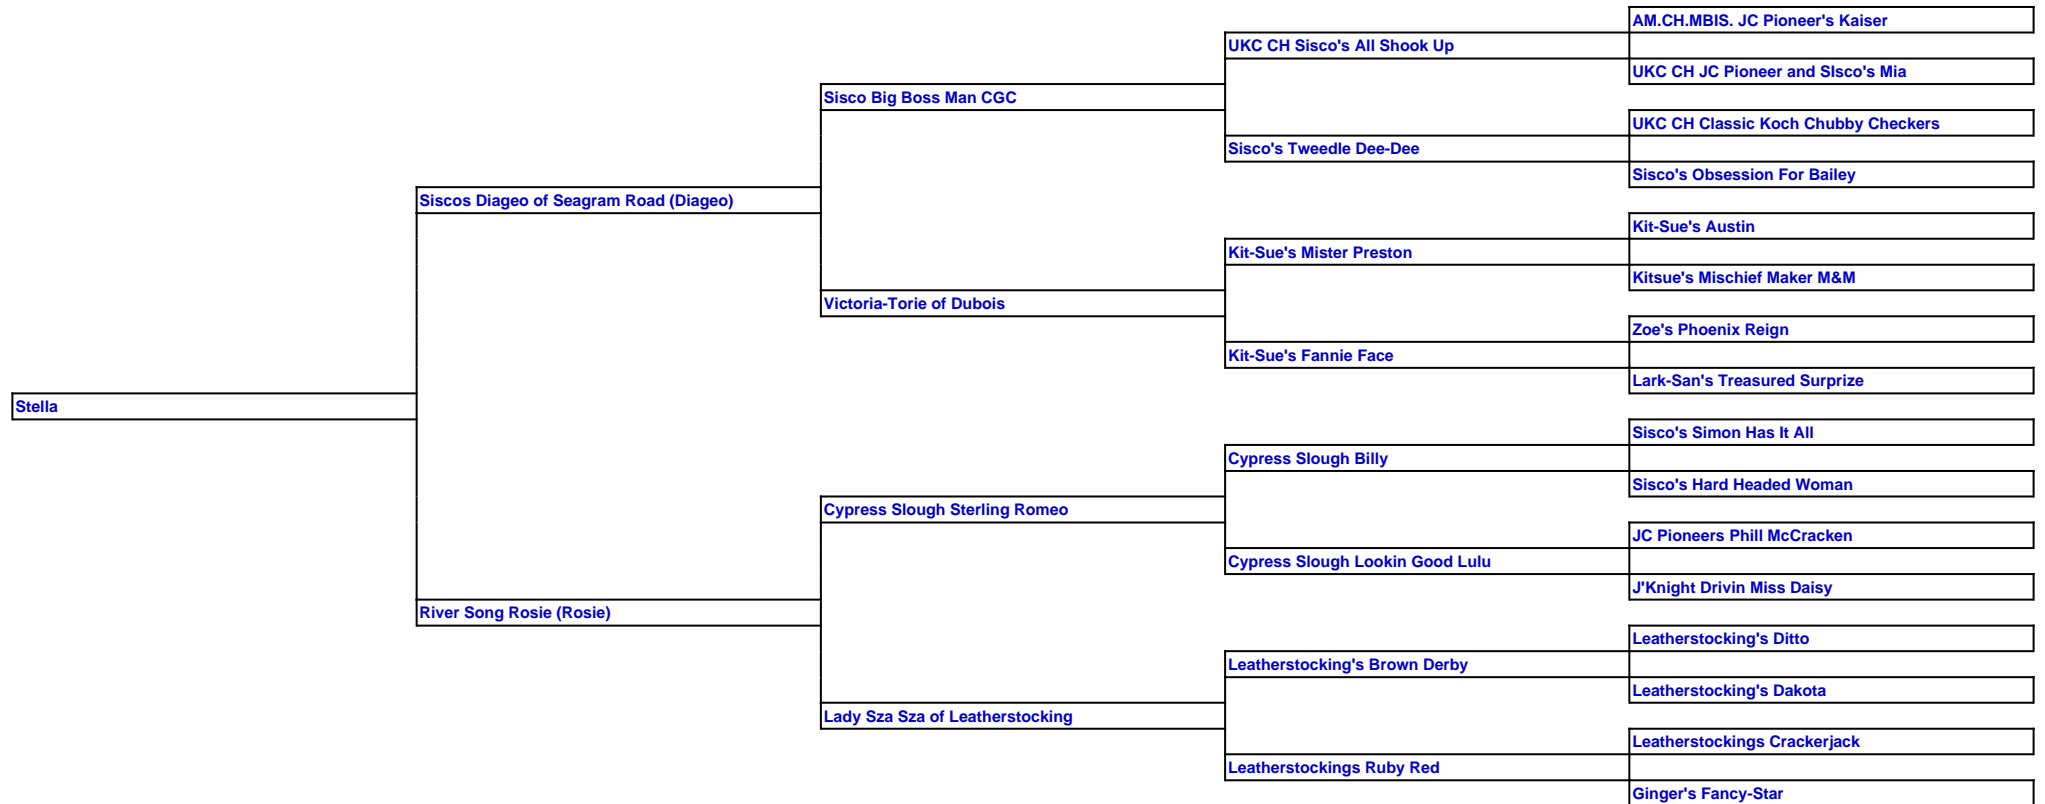 AM.CH.MBIS. JC Pioneer's Kaiser
UKC CH Sisco's All Shook Up
UKC CH JC Pioneer and SIsco's Mia
Sisco Big Boss Man CGC
UKC CH Classic Koch Chubby Checkers
Sisco's Tweedle Dee-Dee
Sisco's Obsession For Bailey
Siscos Diageo of Seagram Road (Diageo)
Kit-Sue's Austin
Kit-Sue's Mister Preston
Kitsue's Mischief Maker M&M
Victoria-Torie of Dubois
Zoe's Phoenix Reign
Kit-Sue's Fannie Face
Lark-San's Treasured Surprize
Stella
Sisco's Simon Has It All
Cypress Slough Billy
Sisco's Hard Headed Woman
Cypress Slough Sterling Romeo
JC Pioneers Phill McCracken
Cypress Slough Lookin Good Lulu
J'Knight Drivin Miss Daisy
River Song Rosie (Rosie)
Leatherstocking's Ditto
Leatherstocking's Brown Derby
Leatherstocking's Dakota
Lady Sza Sza of Leatherstocking
Leatherstockings Crackerjack
Leatherstockings Ruby Red
Ginger's Fancy-Star